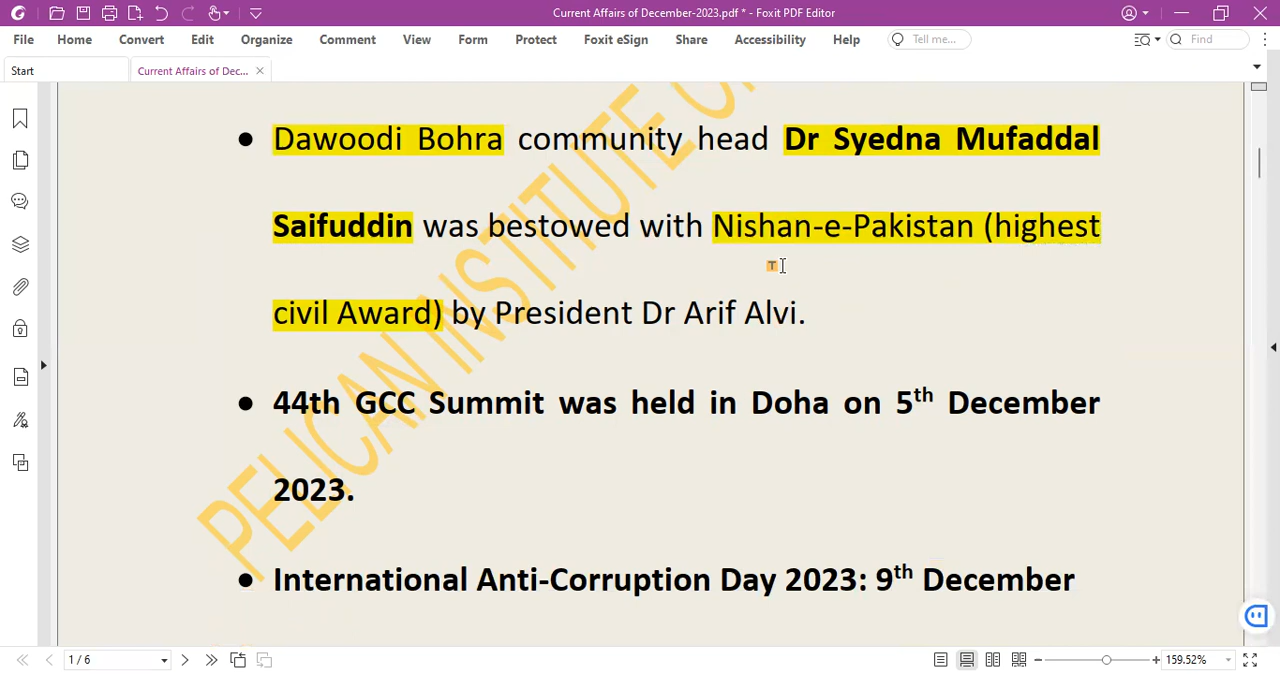 Current Affairs of December-2023.pdf * - Foxit PDF Editor
File Home Convert Edit Organize Comment View Form Protect Foxit eSign Share Accessibility Help Tell me... Find
Start Current Affairs of Dec...
● Dawoodi Bohra community head Dr Syedna Mufaddal
Saifuddin was bestowed with Nishan-e-Pakistan (highest
civil Award) by President Dr Arif Alvi.
● 44th GCC Summit was held in Doha on 5th December
2023.
● International Anti-Corruption Day 2023: 9th December
PELICAN INSTITUTE
1 / 6 159.52%